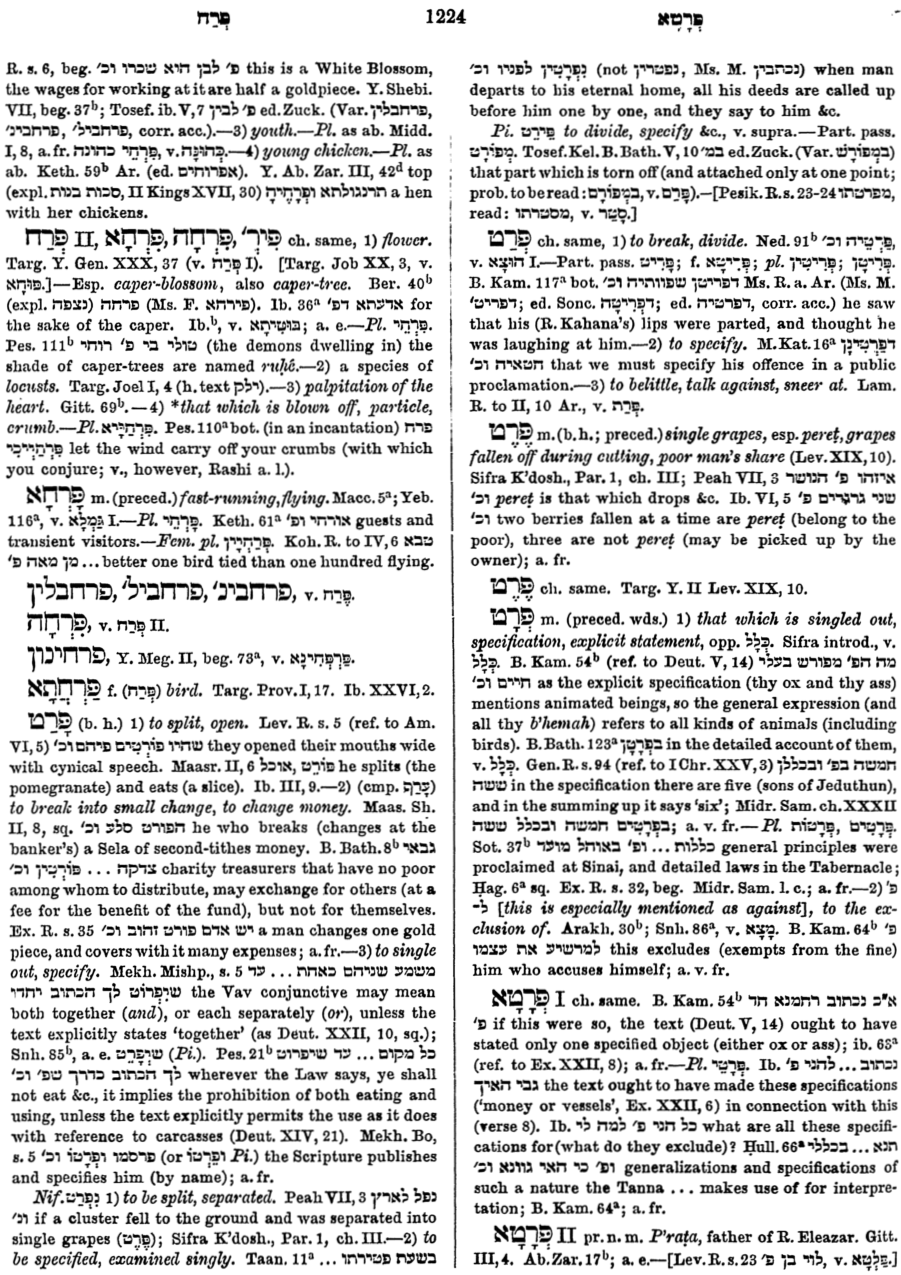 פְּרַח 1224 פְּרָטָא
R. s. 6, beg. פ׳ לבן הוא שכרו וכ׳ this is a White Blossom,
the wages for working at it are half a goldpiece. Y. Shebi.
VII, beg. 37b; Tosef. ib. V, 7 פ׳ לבין ed. Zuck. (Var. פרחבלין,
פרחביל׳, פרחבינ׳, corr. acc.).—3) youth.—Pl. as ab. Midd.
I, 8, a. fr. פִּרְחֵי כהונה, v. כְּהוּנָּה.—4) young chicken.—Pl. as
ab. Keth. 59b Ar. (ed. אפרוחים). Y. Ab. Zar. III, 42d top
(expl. סכות בנות, II Kings XVII, 30) תרנגולתא וּפְרָחֶיהָ a hen
with her chickens.
פְּרַח II, פִּרְחָא, פִּרְחָה, פִּיר׳ ch. same, 1) flower.
Targ. Y. Gen. XXX, 37 (v. פְּרַח I). [Targ. Job XX, 3, v.
פּוּחָא.]—Esp. caper-blossom, also caper-tree. Ber. 40b
(expl. נצפה) פרחה (Ms. F. פירחא). Ib. 36a אדעתא דפ׳ for
the sake of the caper. Ib.b, v. בּוּטִיתָא; a. e.—Pl. פִּרְחֵי.
Pes. 111b טולי בי פ׳ רוחי (the demons dwelling in) the
shade of caper-trees are named ruḥé.—2) a species of
locusts. Targ. Joel I, 4 (h. text ילק).—3) palpitation of the
heart. Gitt. 69b.—4) *that which is blown off, particle,
crumb.—Pl. פִּרְחַיָּיא. Pes. 110a bot. (in an incantation) פרח
פִּרְחַיְיכִי let the wind carry off your crumbs (with which
you conjure; v., however, Rashi a. l.).
פָּרְחָא m. (preced.) fast-running, flying. Macc. 5a; Yeb.
116a, v. גַּמְלָא I.—Pl. פָּרְחֵי. Keth. 61a אורחי ופ׳ guests and
transient visitors.—Fem. pl. פָּרְחַיָין. Koh. R. to IV, 6 טבא
מן מאה פ׳ ... better one bird tied than one hundred flying.
פרחבינ׳, פרחביל׳, פרחבלין, v. פֶּרַח.
פִּרְחָה, v. פְּרַח II.
פרחינון, Y. Meg. II, beg. 73a, v. פַּרְפְּחִינָא.
פַּרְחֲתָא f. (פְּרַח) bird. Targ. Prov. I, 17. Ib. XXVI, 2.
פָּרַט (b. h.) 1) to split, open. Lev. R. s. 5 (ref. to Am.
VI, 5) שהיו פורטים פיהם וכ׳ they opened their mouths wide
with cynical speech. Maasr. II, 6 פורט, אוכל he splits (the
pomegranate) and eats (a slice). Ib. III, 9.—2) (cmp. צָרַף)
to break into small change, to change money. Maas. Sh.
II, 8, sq. הפורט סלע וכ׳ he who breaks (changes at the
banker's) a Sela of second-tithes money. B. Bath. 8b גבאי
צדקה ... פורטין וכ׳ charity treasurers that have no poor
among whom to distribute, may exchange for others (at a
fee for the benefit of the fund), but not for themselves.
Ex. R. s. 35 יש אדם פורט זהוב וכ׳ a man changes one gold
piece, and covers with it many expenses; a. fr.—3) to single
out, specify. Mekh. Mishp., s. 5 משמע שניהם כאחת ... עד
שיפרוט לך הכתוב יחדו the Vav conjunctive may mean
both together (and), or each separately (or), unless the
text explicitly states 'together' (as Deut. XXII, 10, sq.);
Snh. 85b, a. e. שיפרט (Pi.). Pes. 21b כל מקום ... עד שיפרוט
לך הכתוב כדרך שפ׳ וכ׳ wherever the Law says, ye shall
not eat &c., it implies the prohibition of both eating and
using, unless the text explicitly permits the use as it does
with reference to carcasses (Deut. XIV, 21). Mekh. Bo,
s. 5 פרסמו ופרטו וכ׳ (or ופירטו Pi.) the Scripture publishes
and specifies him (by name); a. fr.
Nif. נִפְרַט 1) to be split, separated. Peah VII, 3 נפל לארץ
ונ׳ if a cluster fell to the ground and was separated into
single grapes (פֶּרֶט); Sifra K'dosh., Par. 1, ch. III.—2) to
be specified, examined singly. Taan. 11a בשעת פטירתו ...
נפרטין לפניו וכ׳ (not נפטרין, Ms. M. נכתבין) when man
departs to his eternal home, all his deeds are called up
before him one by one, and they say to him &c.
Pi. פירט to divide, specify &c., v. supra.—Part. pass.
מפורט. Tosef. Kel. B. Bath. V, 10 במ׳ ed. Zuck. (Var. במפורש)
that part which is torn off (and attached only at one point;
prob. to be read: במפורם, v. פָּרַם).—[Pesik. R. s. 23-24 מפרטתו,
read: מסטרתו, v. סָטַר.]
פְּרַט ch. same, 1) to break, divide. Ned. 91b פרטיה וכ׳,
v. הוּצָא I.—Part. pass. פריט; f. פריטא; pl. פריטין, פריטן.
B. Kam. 117a bot. דפריטן שפוותיה וכ׳ Ms. R. a. Ar. (Ms. M.
דפריט׳; ed. Sonc. דפריטה; ed. דפרטיה, corr. acc.) he saw
that his (R. Kahana's) lips were parted, and thought he
was laughing at him.—2) to specify. M. Kat. 16a דפרטינן
חטאיה וכ׳ that we must specify his offence in a public
proclamation.—3) to belittle, talk against, sneer at. Lam.
R. to II, 10 Ar., v. פְּרַת.
פֶּרֶט m. (b. h.; preced.) single grapes, esp. pereṭ, grapes
fallen off during cutting, poor man's share (Lev. XIX, 10).
Sifra K'dosh., Par. 1, ch. III; Peah VII, 3 איזהו פ׳ הנושר
וכ׳ pereṭ is that which drops &c. Ib. VI, 5 שני גרגרים פ׳
וכ׳ two berries fallen at a time are pereṭ (belong to the
poor), three are not pereṭ (may be picked up by the
owner); a. fr.
פֶּרֶט ch. same. Targ. Y. II Lev. XIX, 10.
פְּרָט m. (preced. wds.) 1) that which is singled out,
specification, explicit statement, opp. כְּלָל. Sifra introd., v.
כְּלָל. B. Kam. 54b (ref. to Deut. V, 14) מה הפ׳ מפורש בעלי
חיים וכ׳ as the explicit specification (thy ox and thy ass)
mentions animated beings, so the general expression (and
all thy b'hemah) refers to all kinds of animals (including
birds). B. Bath. 123a בפרטן in the detailed account of them,
v. כְּלָל. Gen. R. s. 94 (ref. to I Chr. XXV, 3) חמשה בפ׳ ובכללן
ששה in the specification there are five (sons of Jeduthun),
and in the summing up it says 'six'; Midr. Sam. ch. XXXII
בפרטים חמשה ובכלל ששה; a. v. fr.—Pl. פרטים, פרטות.
Sot. 37b כללות ... ופ׳ באוהל מועד general principles were
proclaimed at Sinai, and detailed laws in the Tabernacle;
Ḥag. 6a sq. Ex. R. s. 32, beg. Midr. Sam. l. c.; a. fr.—2) פ׳
ל־ [this is especially mentioned as against], to the ex-
clusion of. Arakh. 30b; Snh. 86a, v. מָצָא. B. Kam. 64b פ׳
למרשיע את עצמו this excludes (exempts from the fine)
him who accuses himself; a. v. fr.
פְּרָטָא I ch. same. B. Kam. 54b א״כ נכתוב רחמנא חד
פ׳ if this were so, the text (Deut. V, 14) ought to have
stated only one specified object (either ox or ass); ib. 63a
(ref. to Ex. XXII, 8); a. fr.—Pl. פְּרָטֵי. Ib. נכתוב ... להני פ׳
גבי האיך the text ought to have made these specifications
('money or vessels', Ex. XXII, 6) in connection with this
(verse 8). Ib. כל הני פ׳ למה לי what are all these specifi-
cations for (what do they exclude)? Ḥull. 66a תנא ... בכללי
ופ׳ כי האי גוונא וכ׳ generalizations and specifications of
such a nature the Tanna ... makes use of for interpre-
tation; B. Kam. 64a; a. fr.
פְּרָטָא II pr. n. m. P'raṭa, father of R. Eleazar. Gitt.
III, 4. Ab. Zar. 17b; a. e.—[Lev. R. s. 23 לוי בן פ׳, v. פַּלְטָא.]